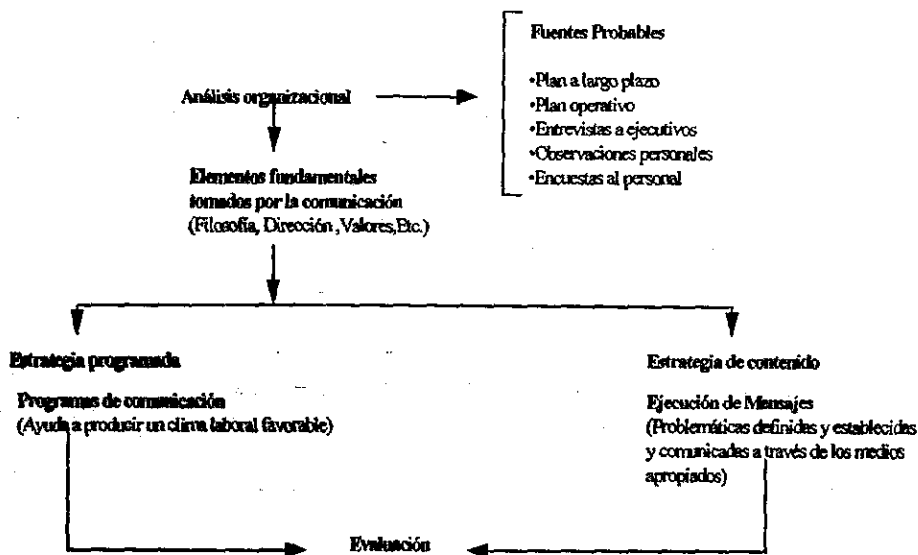 Fuentes Probables
•Plan a largo plazo
•Plan operativo
•Entrevistas a ejecutivos
•Observaciones personales
•Encuestas al personal
Análisis organizacional
Elementos fundamentales
tomados por la comunicación
(Filosofía, Dirección ,Valores,Etc.)
Estrategia programada
Programas de comunicación
(Ayuda a producir un clima laboral favorable)
Estrategia de contenido
Ejecución de Mensajes
(Problemáticas definidas y establecidas
y comunicadas a través de los medios
apropiados)
Evaluación